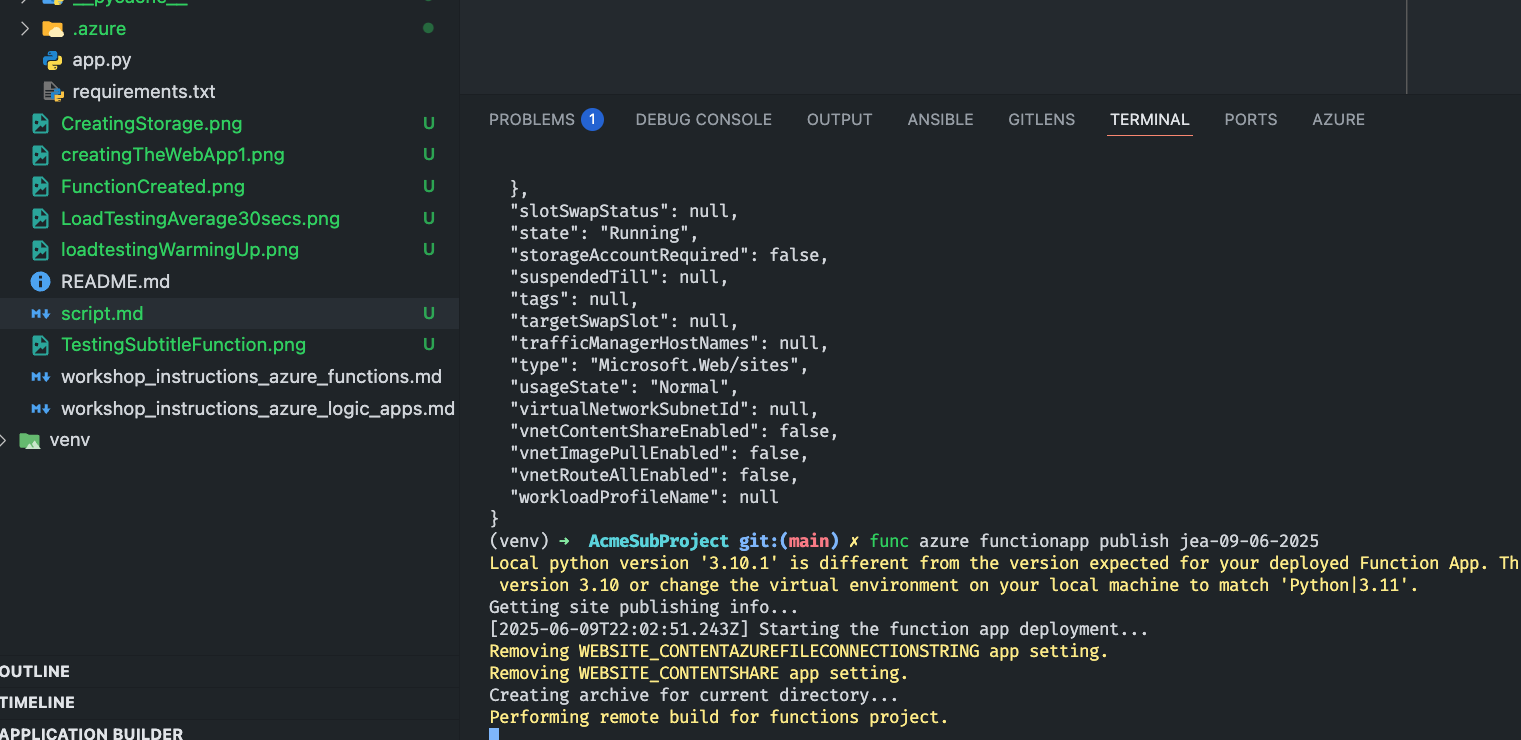 __pycache__
.azure
app.py
requirements.txt
CreatingStorage.png U
creatingTheWebApp1.png U
FunctionCreated.png U
LoadTestingAverage30secs.png U
loadtestingWarmingUp.png U
README.md
script.md U
TestingSubtitleFunction.png U
workshop_instructions_azure_functions.md
workshop_instructions_azure_logic_apps.md
venv
OUTLINE
TIMELINE
APPLICATION BUILDER
PROBLEMS 1 DEBUG CONSOLE OUTPUT ANSIBLE GITLENS TERMINAL PORTS AZURE
},
"slotSwapStatus": null,
"state": "Running",
"storageAccountRequired": false,
"suspendedTill": null,
"tags": null,
"targetSwapSlot": null,
"trafficManagerHostNames": null,
"type": "Microsoft.Web/sites",
"usageState": "Normal",
"virtualNetworkSubnetId": null,
"vnetContentShareEnabled": false,
"vnetImagePullEnabled": false,
"vnetRouteAllEnabled": false,
"workloadProfileName": null
}
(venv) ➜ AcmeSubProject git:(main) ✗ func azure functionapp publish jea-09-06-2025
Local python version '3.10.1' is different from the version expected for your deployed Function App. Th
version 3.10 or change the virtual environment on your local machine to match 'Python|3.11'.
Getting site publishing info...
[2025-06-09T22:02:51.243Z] Starting the function app deployment...
Removing WEBSITE_CONTENTAZUREFILECONNECTIONSTRING app setting.
Removing WEBSITE_CONTENTSHARE app setting.
Creating archive for current directory...
Performing remote build for functions project.